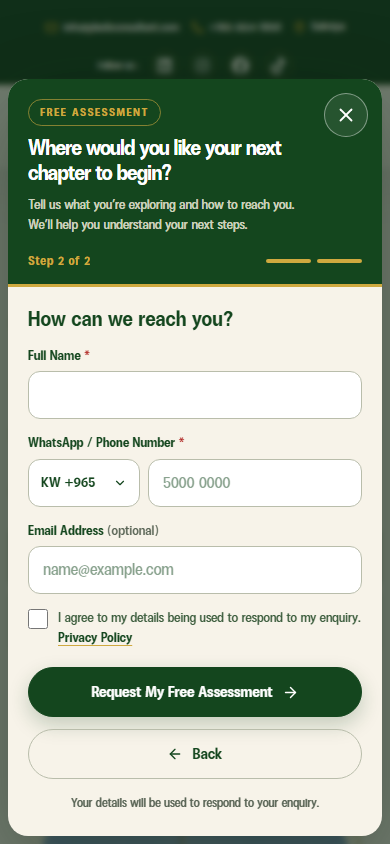 FREE ASSESSMENT
Where would you like your next
chapter to begin?
Tell us what you're exploring and how to reach you.
We'll help you understand your next steps.
Step 2 of 2
How can we reach you?
Full Name *
WhatsApp / Phone Number *
KW +965
5000 0000
Email Address (optional)
name@example.com
I agree to my details being used to respond to my enquiry.
Privacy Policy
Request My Free Assessment →
← Back
Your details will be used to respond to your enquiry.